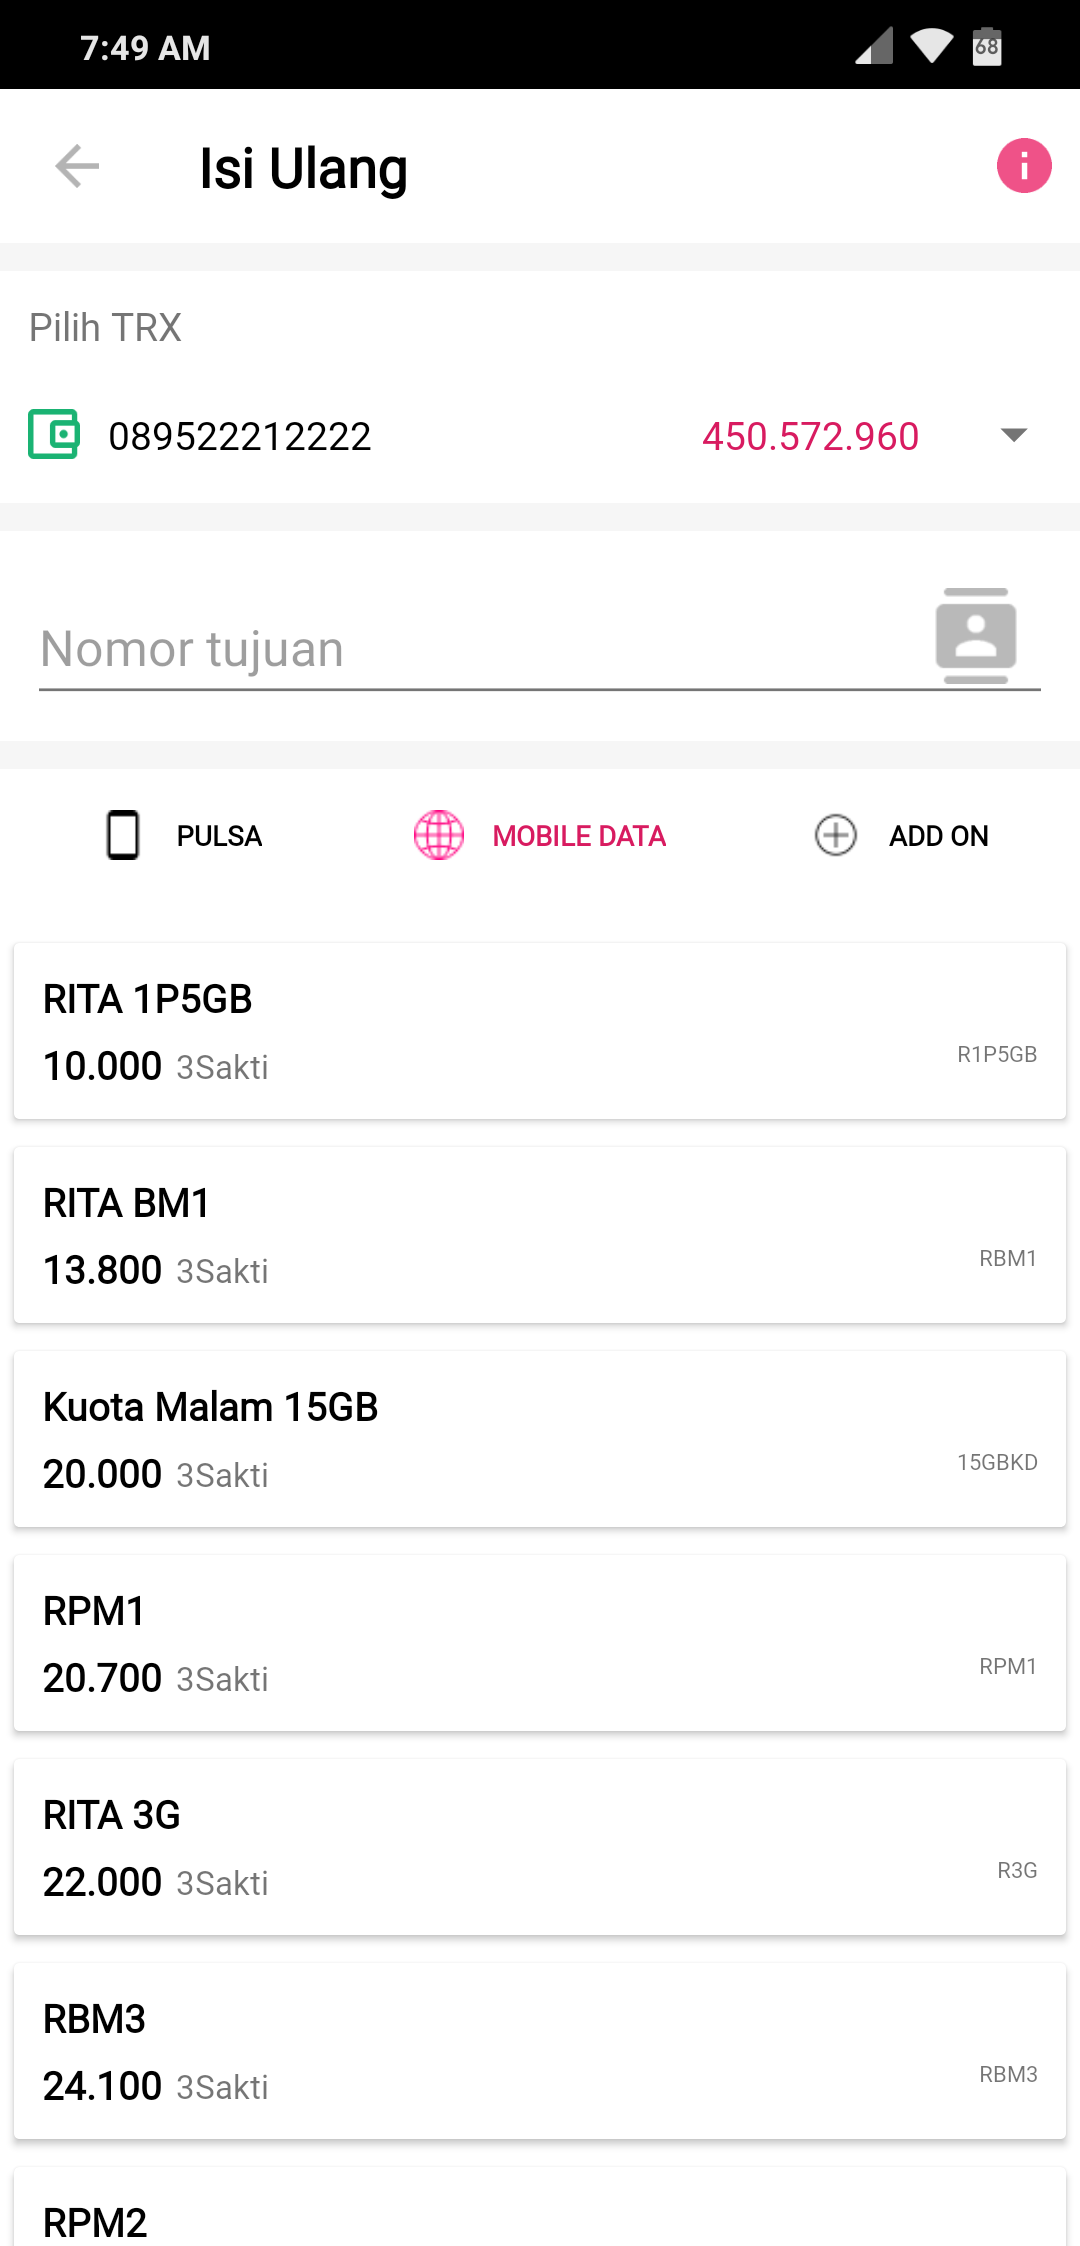 7:49 AM
68
Isi Ulang
Pilih TRX
089522212222 450.572.960
Nomor tujuan
PULSA MOBILE DATA ADD ON
RITA 1P5GB
10.000 3Sakti R1P5GB
RITA BM1
13.800 3Sakti RBM1
Kuota Malam 15GB
20.000 3Sakti 15GBKD
RPM1
20.700 3Sakti RPM1
RITA 3G
22.000 3Sakti R3G
RBM3
24.100 3Sakti RBM3
RPM2